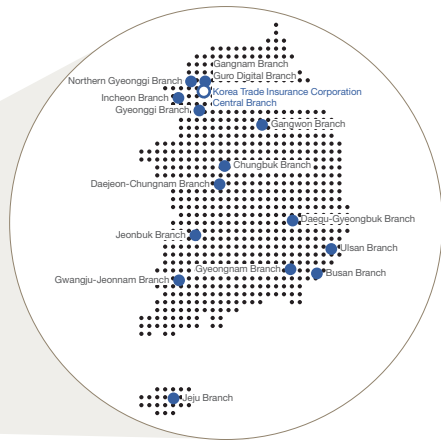 Gangnam Branch
Northern Gyeonggi Branch
Guro Digital Branch
Korea Trade Insurance Corporation
Central Branch
Incheon Branch
Gyeonggi Branch
Gangwon Branch
Chungbuk Branch
Daejeon-Chungnam Branch
Daegu-Gyeongbuk Branch
Jeonbuk Branch
Ulsan Branch
Gyeongnam Branch
Busan Branch
Gwangju-Jeonnam Branch
Jeju Branch